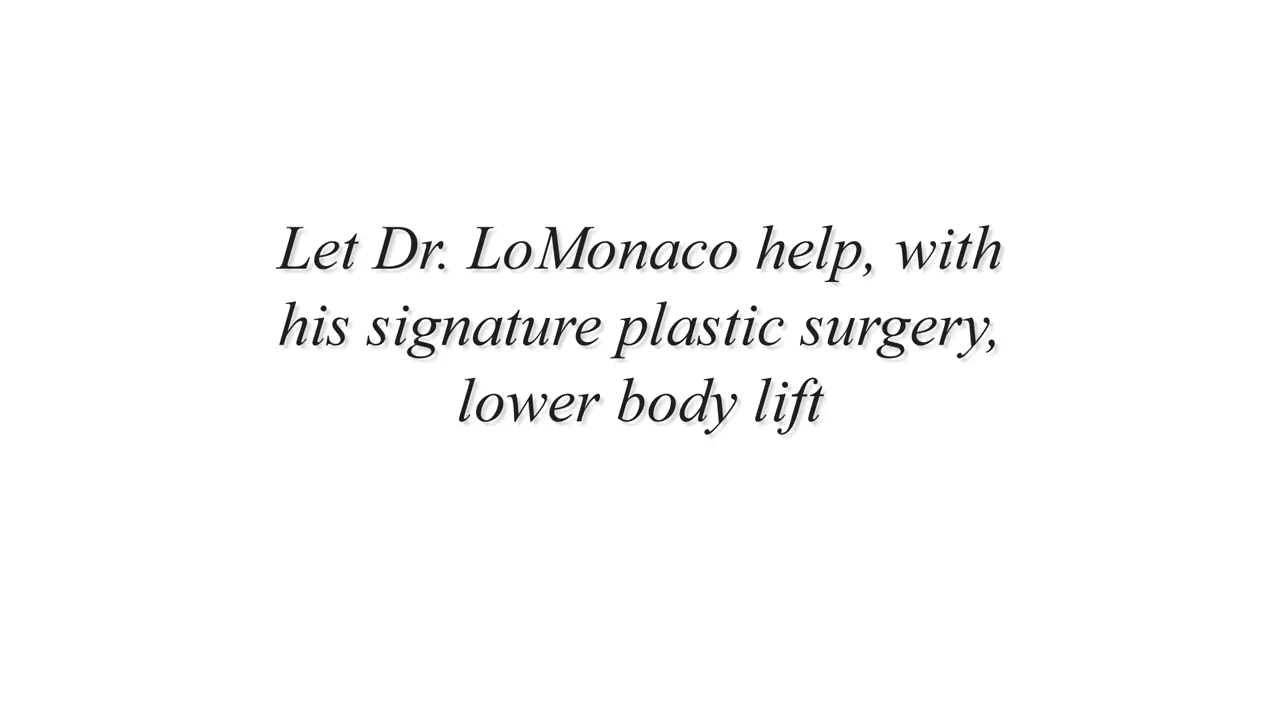 Let Dr. LoMonaco help, with
his signature plastic surgery,
lower body lift